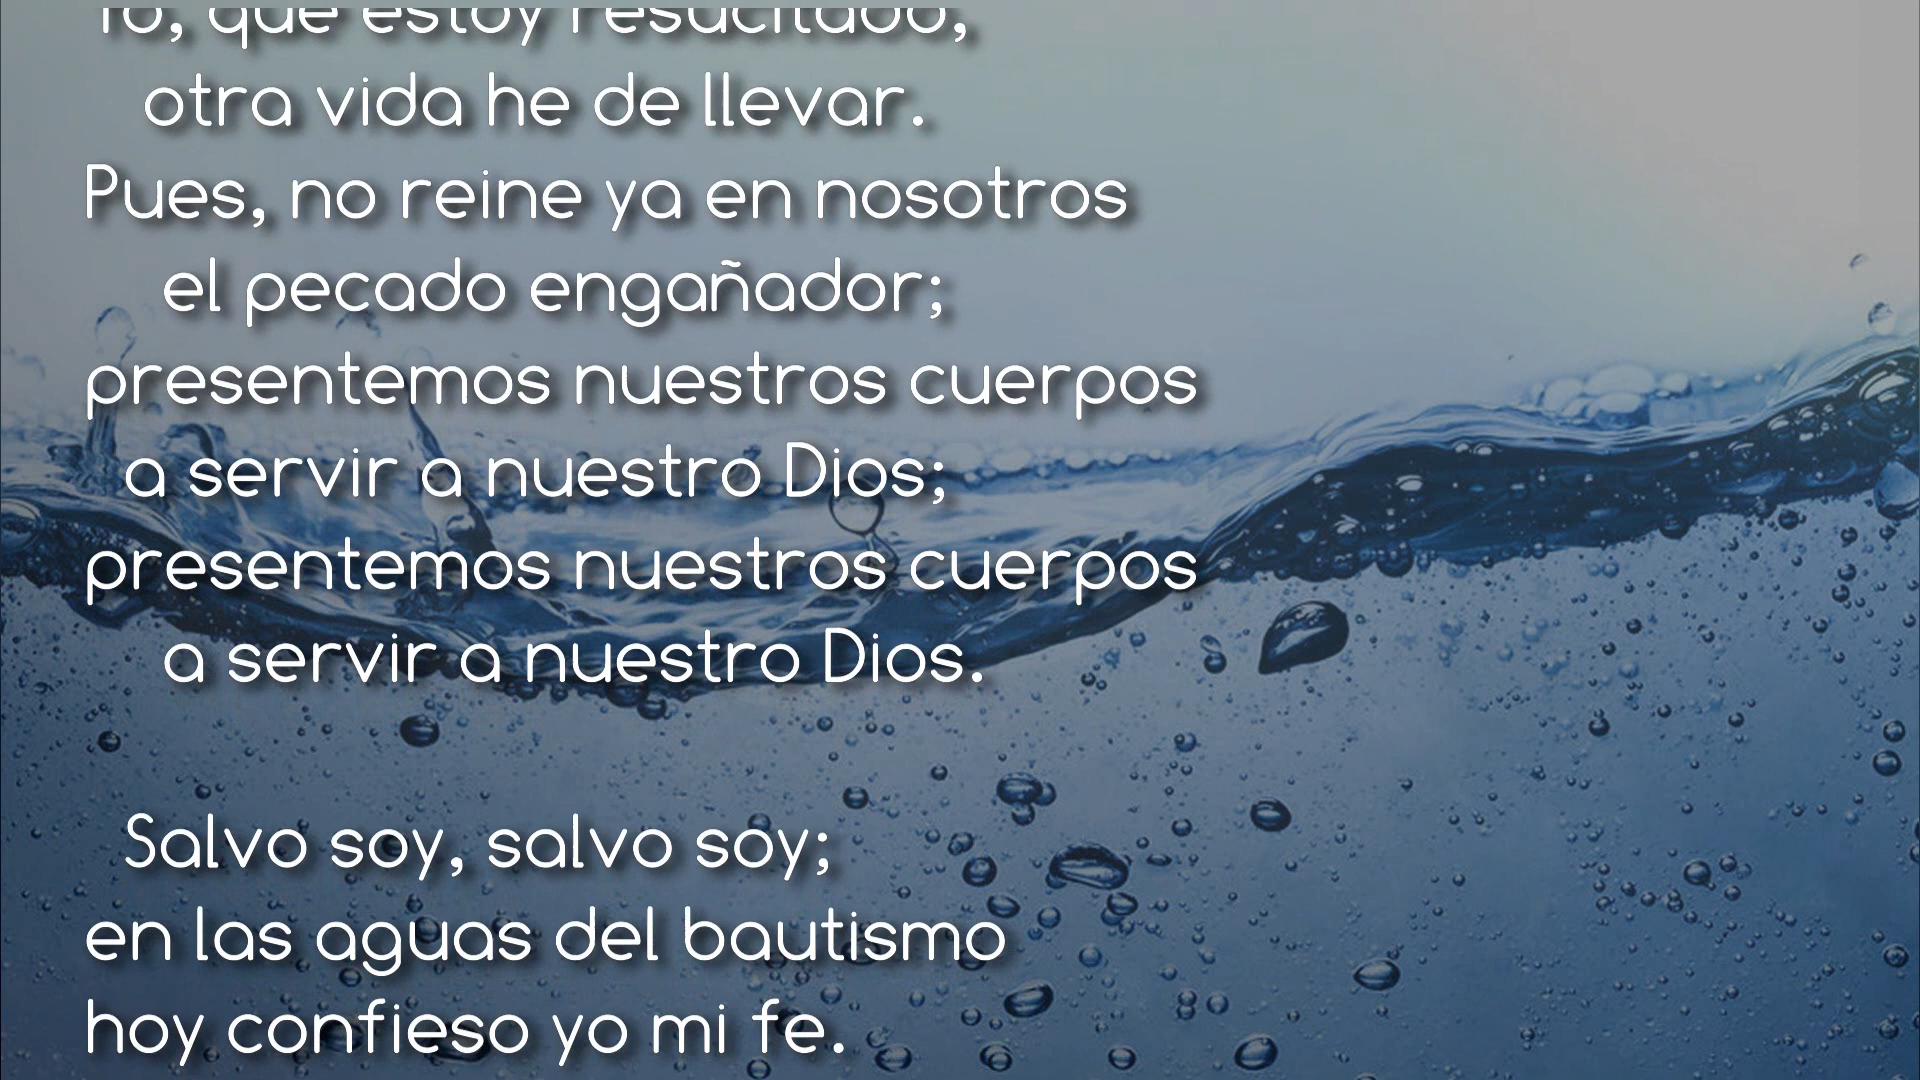 Yo, que estoy resucitado,
otra vida he de llevar.
Pues, no reine ya en nosotros
el pecado engañador;
presentemos nuestros cuerpos
a servir a nuestro Dios;
presentemos nuestros cuerpos
a servir a nuestro Dios.
Salvo soy, salvo soy;
en las aguas del bautismo
hoy confieso yo mi fe.